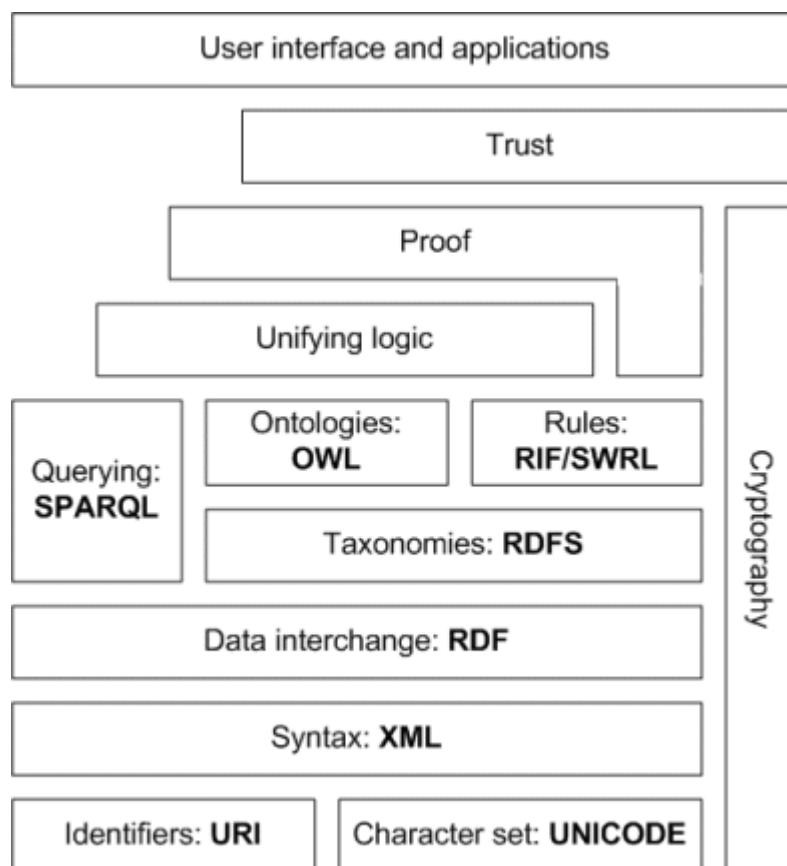 User interface and applications
Trust
Proof
Unifying logic
Ontologies:
OWL
Rules:
RIF/SWRL
Querying:
SPARQL
Taxonomies: RDFS
Cryptography
Data interchange: RDF
Syntax: XML
Identifiers: URI
Character set: UNICODE